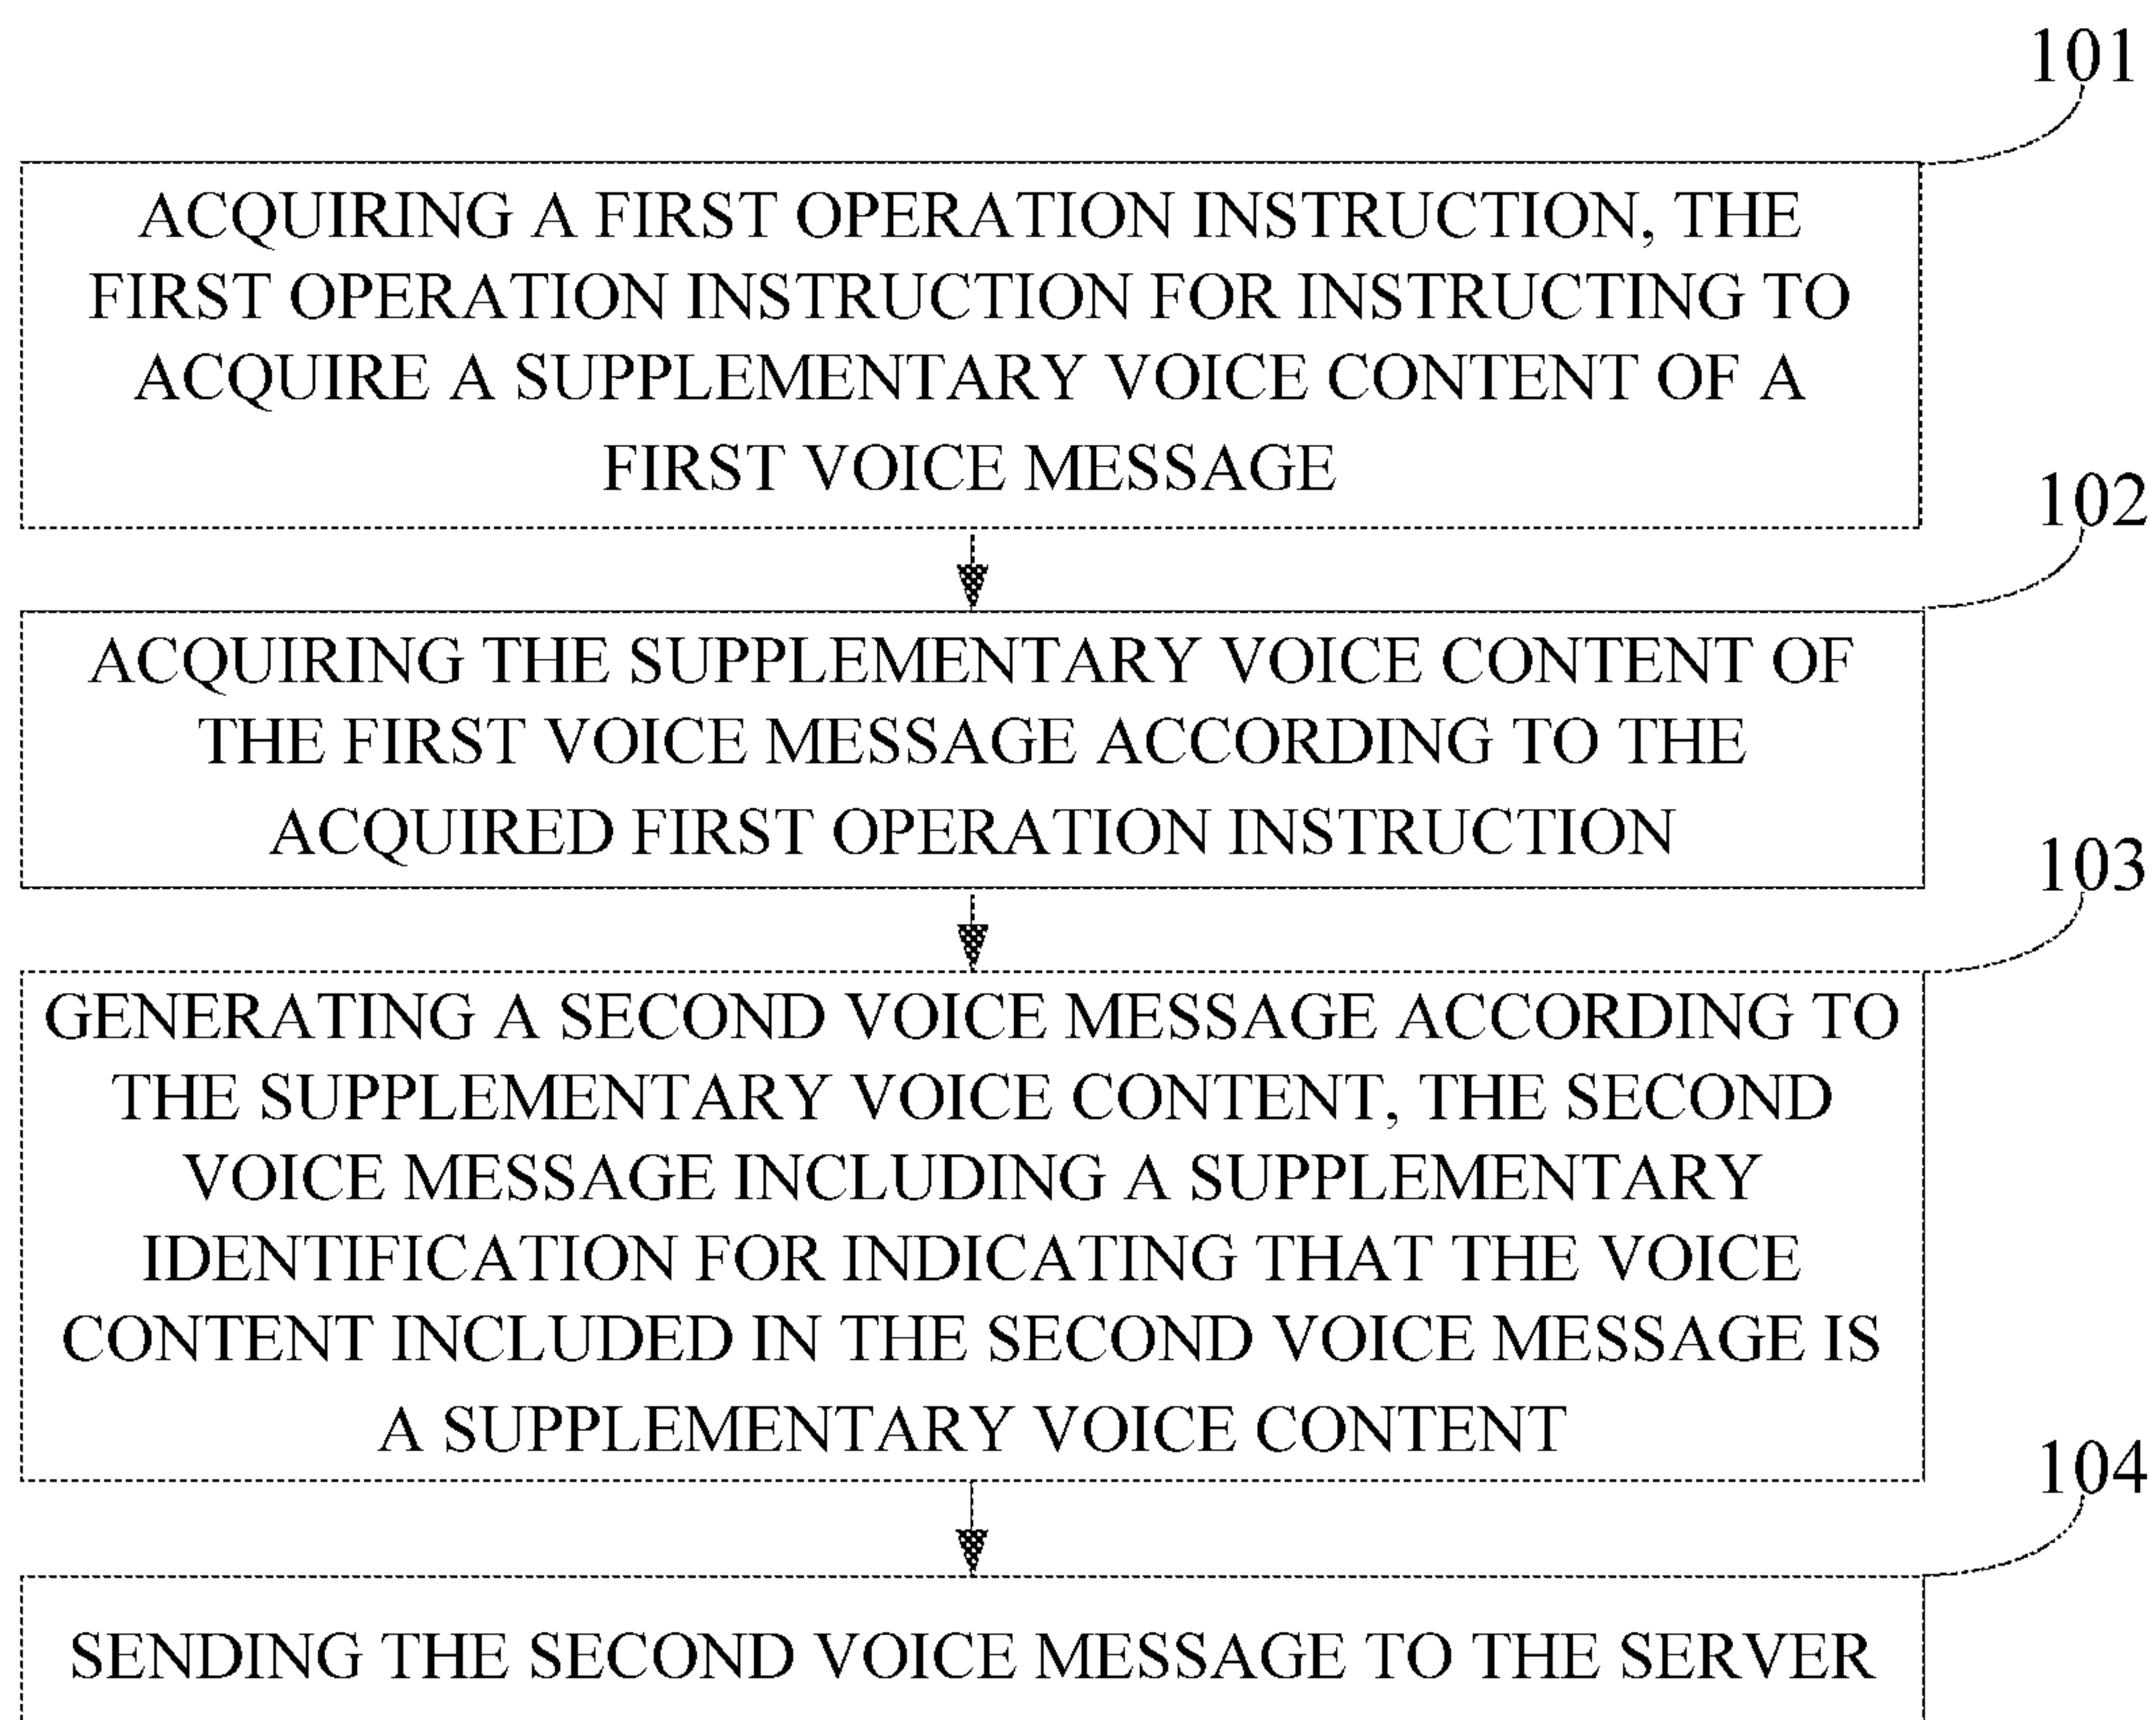 101
ACQUIRING A FIRST OPERATION INSTRUCTION, THE
FIRST OPERATION INSTRUCTION FOR INSTRUCTING TO
ACQUIRE A SUPPLEMENTARY VOICE CONTENT OF A
FIRST VOICE MESSAGE
102
ACQUIRING THE SUPPLEMENTARY VOICE CONTENT OF
THE FIRST VOICE MESSAGE ACCORDING TO THE
ACQUIRED FIRST OPERATION INSTRUCTION
103
GENERATING A SECOND VOICE MESSAGE ACCORDING TO
THE SUPPLEMENTARY VOICE CONTENT, THE SECOND
VOICE MESSAGE INCLUDING A SUPPLEMENTARY
IDENTIFICATION FOR INDICATING THAT THE VOICE
CONTENT INCLUDED IN THE SECOND VOICE MESSAGE IS
A SUPPLEMENTARY VOICE CONTENT
104
SENDING THE SECOND VOICE MESSAGE TO THE SERVER